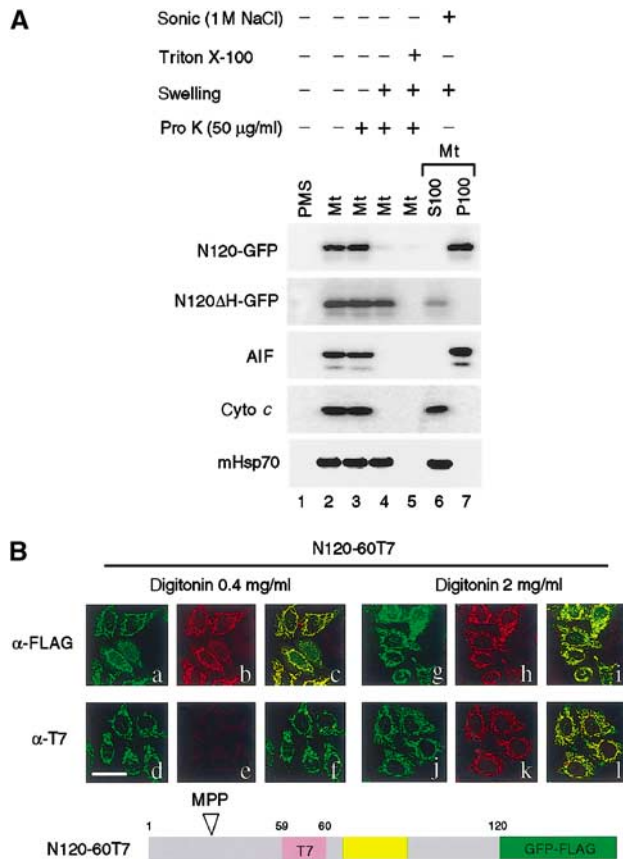 A
Sonic (1M NaCl) – – – – – +
Triton X-100 – – – – + –
Swelling – – – + + +
Pro K (50 µg/ml) – – + + + –
Mt
PMS Mt Mt Mt Mt S100 P100
N120-GFP
N120ΔH-GFP
AIF
Cyto c
mHsp70
1 2 3 4 5 6 7
B
N120-60T7
Digitonin 0.4 mg/ml Digitonin 2 mg/ml
α-FLAG a b c g h i
α-T7 d e f j k l
MPP
1 59 60 120
N120-60T7 T7 GFP-FLAG